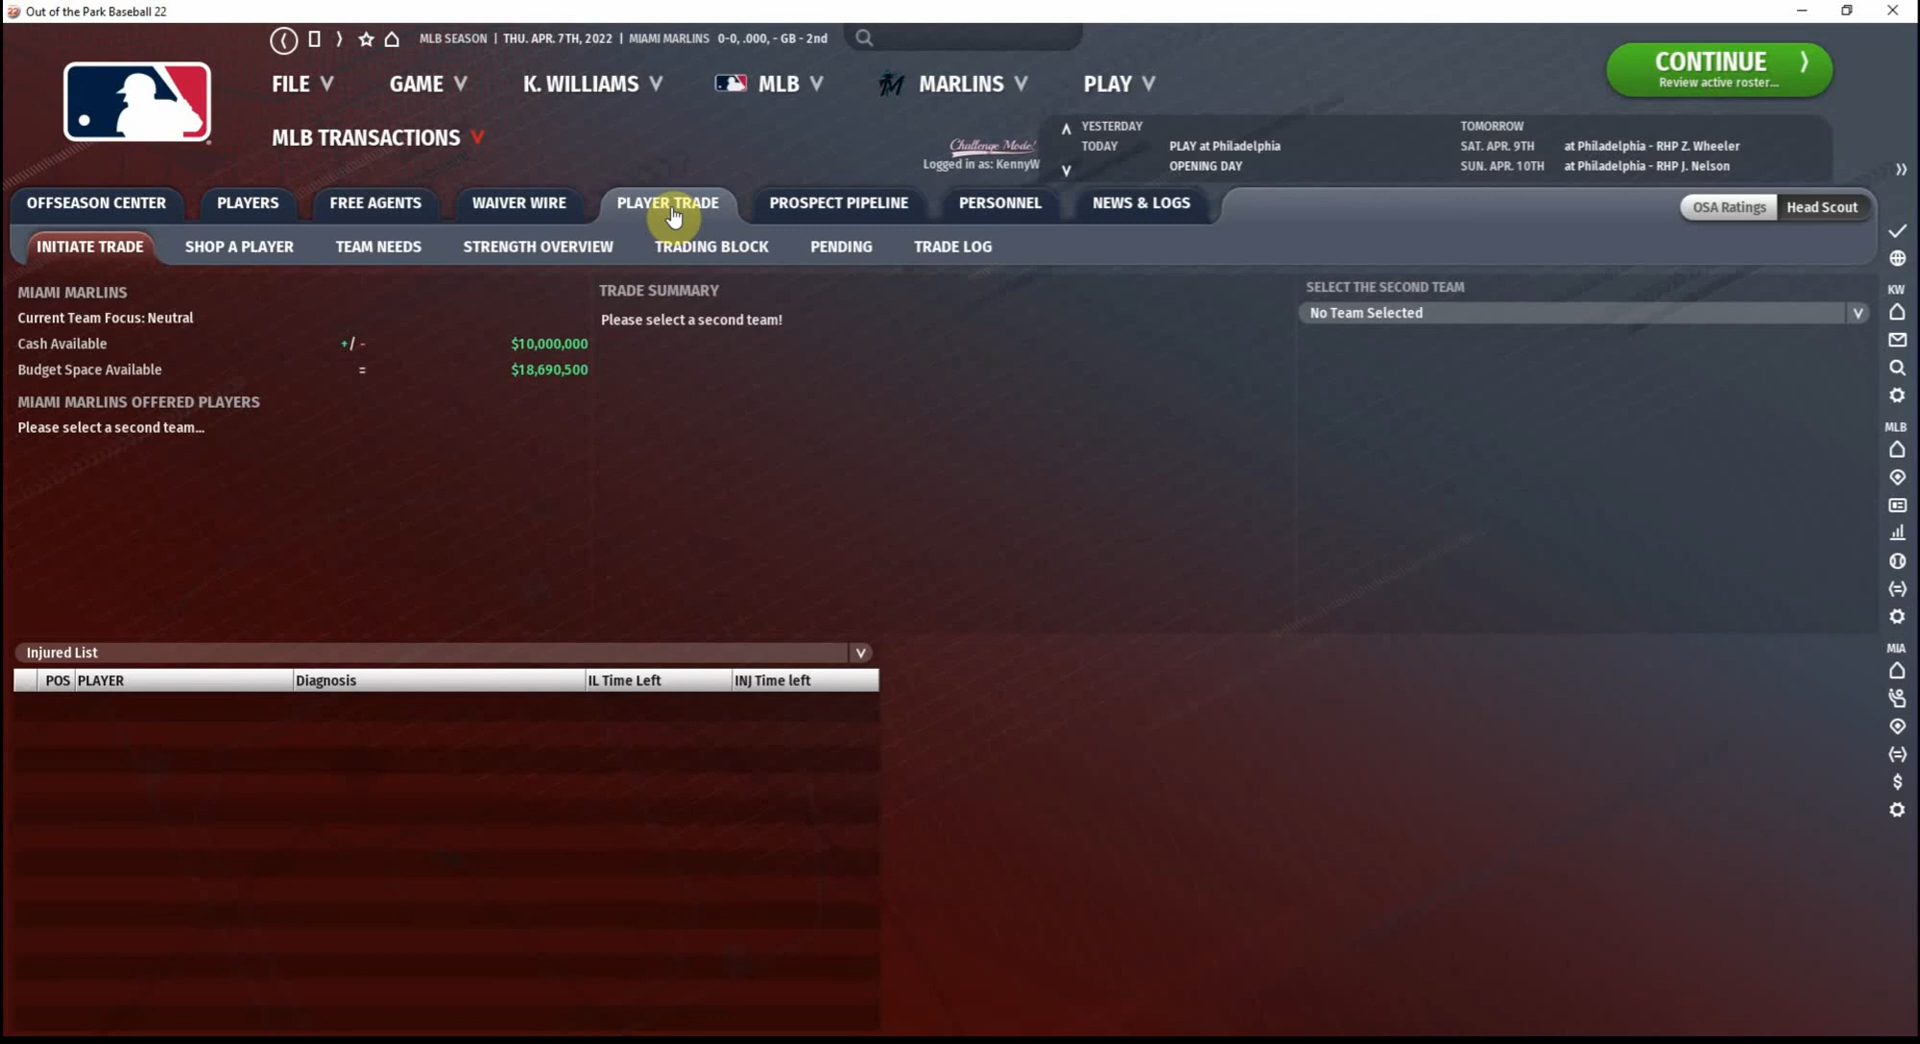 Out of the Park Baseball 22
MLB SEASON | THU. APR. 7TH, 2022 | MIAMI MARLINS 0-0, .000, - GB - 2nd
FILE GAME K. WILLIAMS MLB MARLINS PLAY
CONTINUE
Review active roster...
MLB TRANSACTIONS
Challenge Mode!
Logged in as: KennyW
YESTERDAY
TODAY PLAY at Philadelphia
OPENING DAY
TOMORROW
SAT. APR. 9TH at Philadelphia - RHP Z. Wheeler
SUN. APR. 10TH at Philadelphia - RHP J. Nelson
OFFSEASON CENTER PLAYERS FREE AGENTS WAIVER WIRE PLAYER TRADE PROSPECT PIPELINE PERSONNEL NEWS & LOGS
OSA Ratings Head Scout
INITIATE TRADE SHOP A PLAYER TEAM NEEDS STRENGTH OVERVIEW TRADING BLOCK PENDING TRADE LOG
MIAMI MARLINS
Current Team Focus: Neutral
Cash Available +/- $10,000,000
Budget Space Available = $18,690,500
MIAMI MARLINS OFFERED PLAYERS
Please select a second team...
TRADE SUMMARY
Please select a second team!
SELECT THE SECOND TEAM
No Team Selected
KW
MLB
MIA
$
Injured List
POS PLAYER Diagnosis IL Time Left INJ Time left